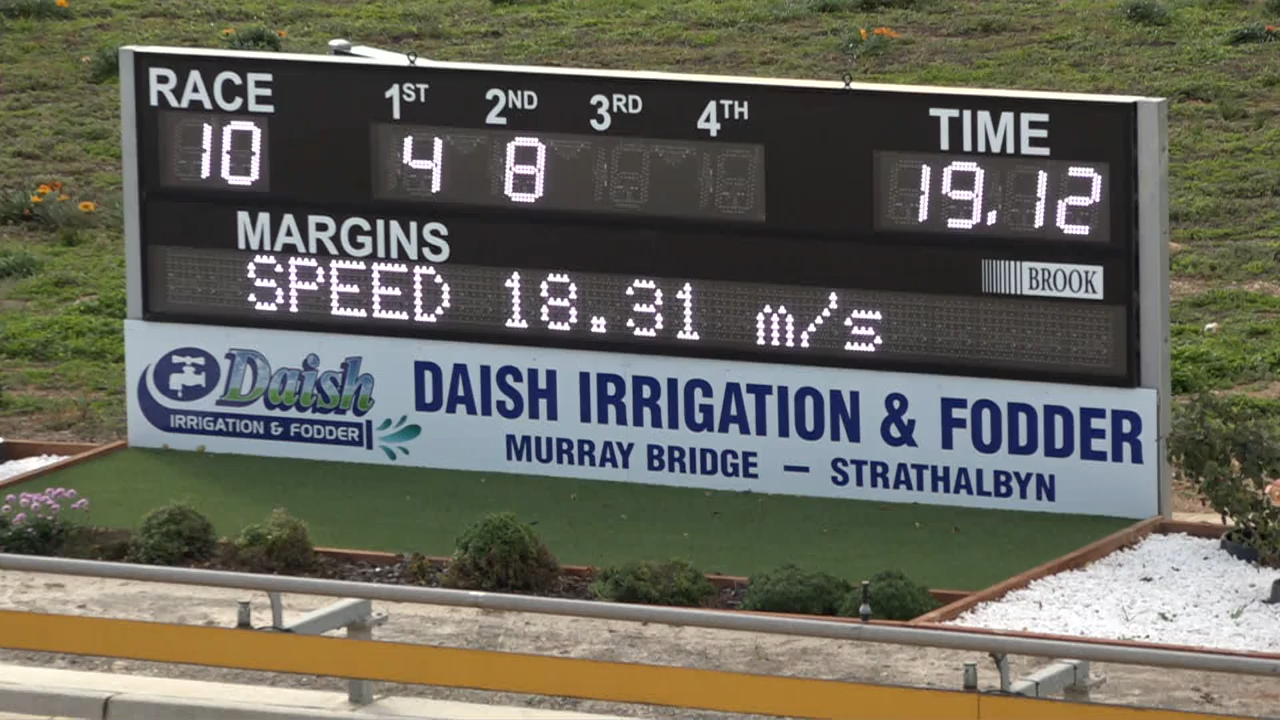 RACE 1ST 2ND 3RD 4TH TIME
10 4 8 19.12
MARGINS
BROOK
SPEED 18.31 m/s
Daish
IRRIGATION & FODDER
DAISH IRRIGATION & FODDER
MURRAY BRIDGE – STRATHALBYN